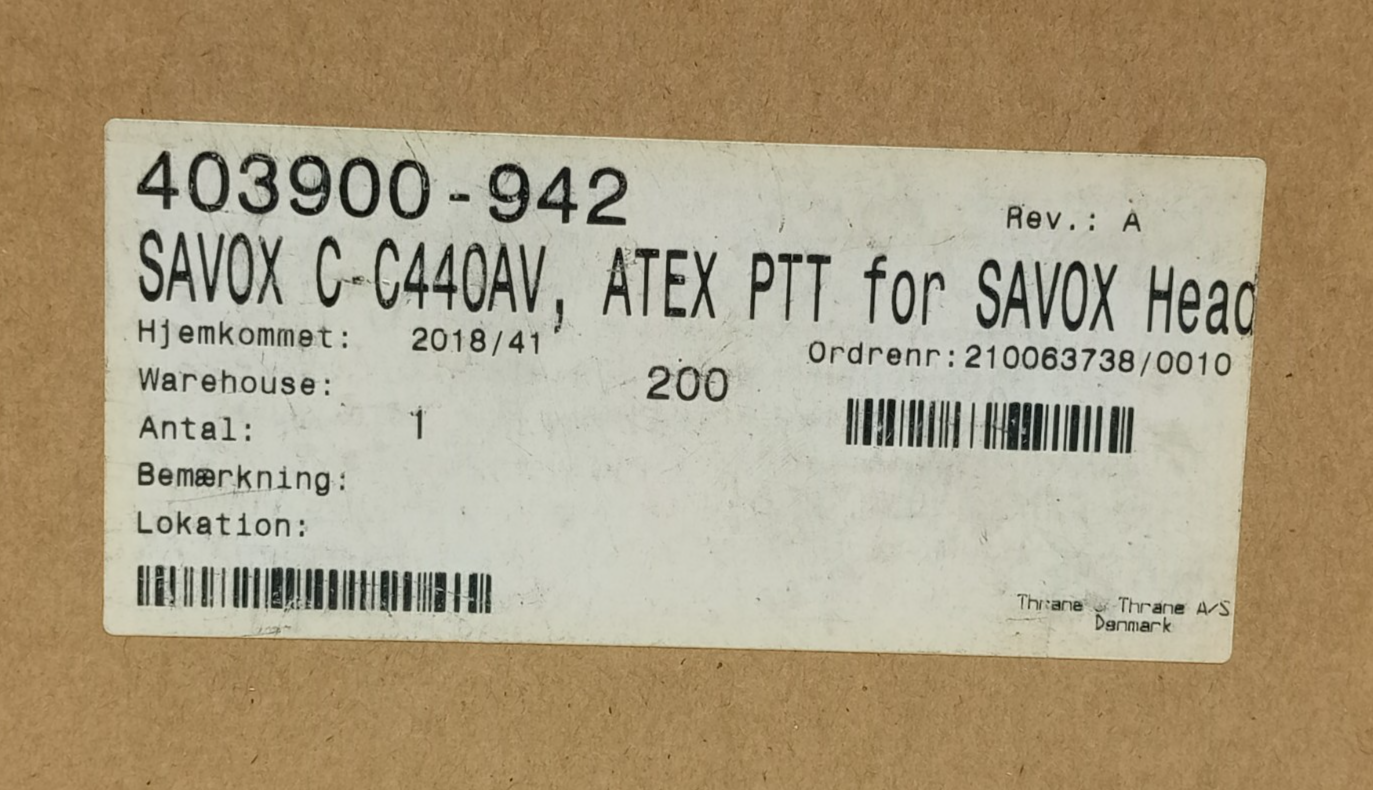 403900-942
Rev.: A
SAVOX C-C440AV, ATEX PTT for SAVOX Head
Hjemkommet: 2018/41
Ordrenr:210063738/0010
Warehouse: 200
Antal: 1
Bemærkning:
Lokation:
Thrane & Thrane A/S
Danmark